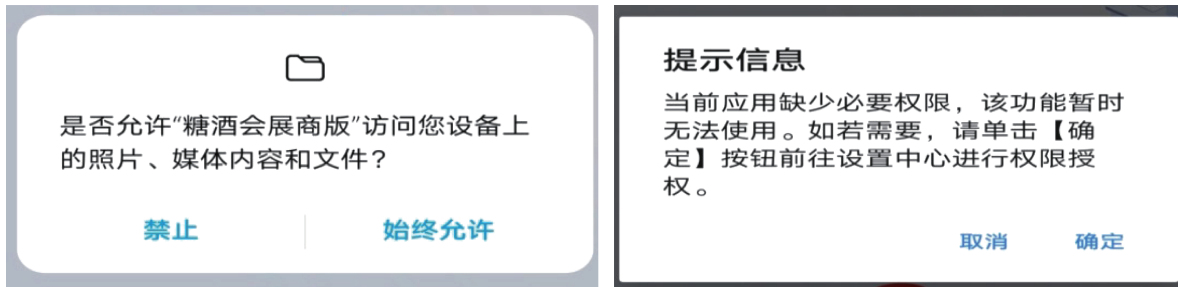 是否允许“糖酒会展商版”访问您设备上
的照片、媒体内容和文件?
禁止
始终允许
提示信息
当前应用缺少必要权限，该功能暂时
无法使用。如若需要，请单击【确
定】按钮前往设置中心进行权限授
权。
取消
确定